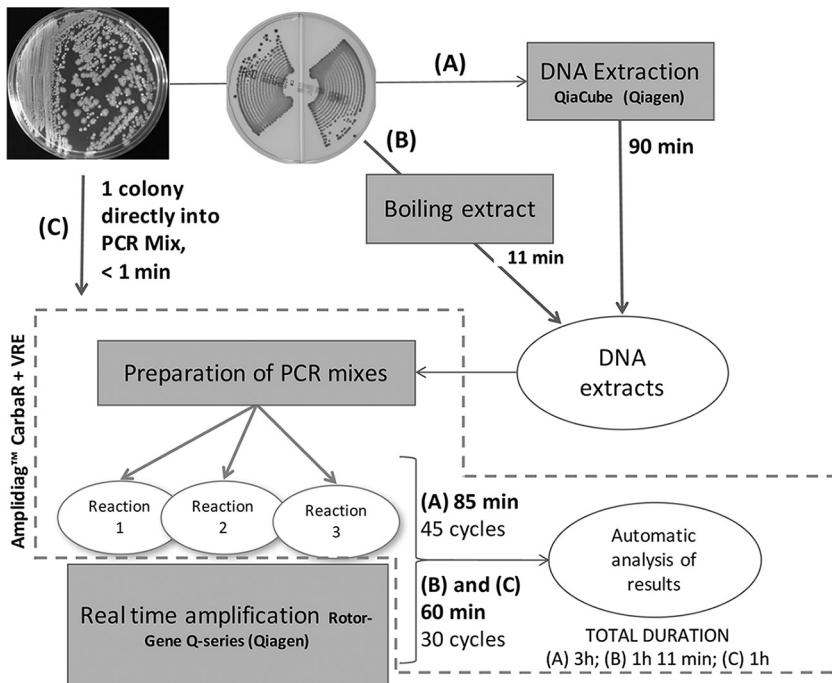 (A)
DNA Extraction
QiaCube (Qiagen)
(B)
90 min
1 colony
directly into
PCR Mix,
< 1 min
(C)
Boiling extract
11 min
DNA
extracts
Preparation of PCR mixes
Amplidiag™ CarbaR + VRE
Reaction
1
Reaction
2
Reaction
3
(A) 85 min
45 cycles
(B) and (C)
60 min
30 cycles
Automatic
analysis of
results
Real time amplification Rotor-
Gene Q-series (Qiagen)
TOTAL DURATION
(A) 3h; (B) 1h 11 min; (C) 1h